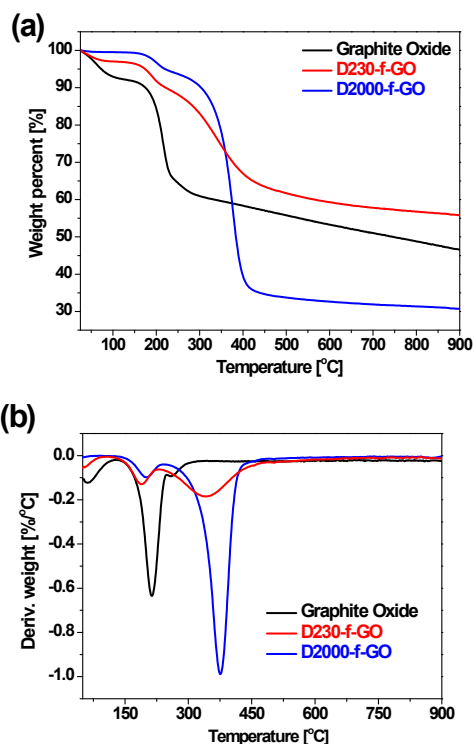 (a)
Graphite Oxide
D230-f-GO
D2000-f-GO
Weight percent [%]
100
90
80
70
60
50
40
30
100 200 300 400 500 600 700 800 900
Temperature [°C]
(b)
Deriv. weight [%/°C]
0.0
-0.2
-0.4
-0.6
-0.8
-1.0
Graphite Oxide
D230-f-GO
D2000-f-GO
150 300 450 600 750 900
Temperature [°C]